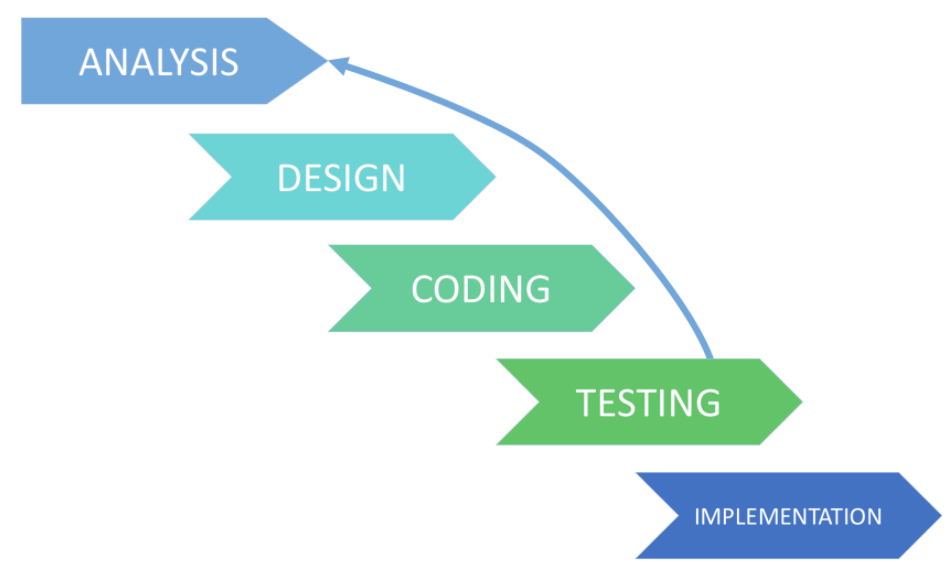 ANALYSIS
DESIGN
CODING
TESTING
IMPLEMENTATION